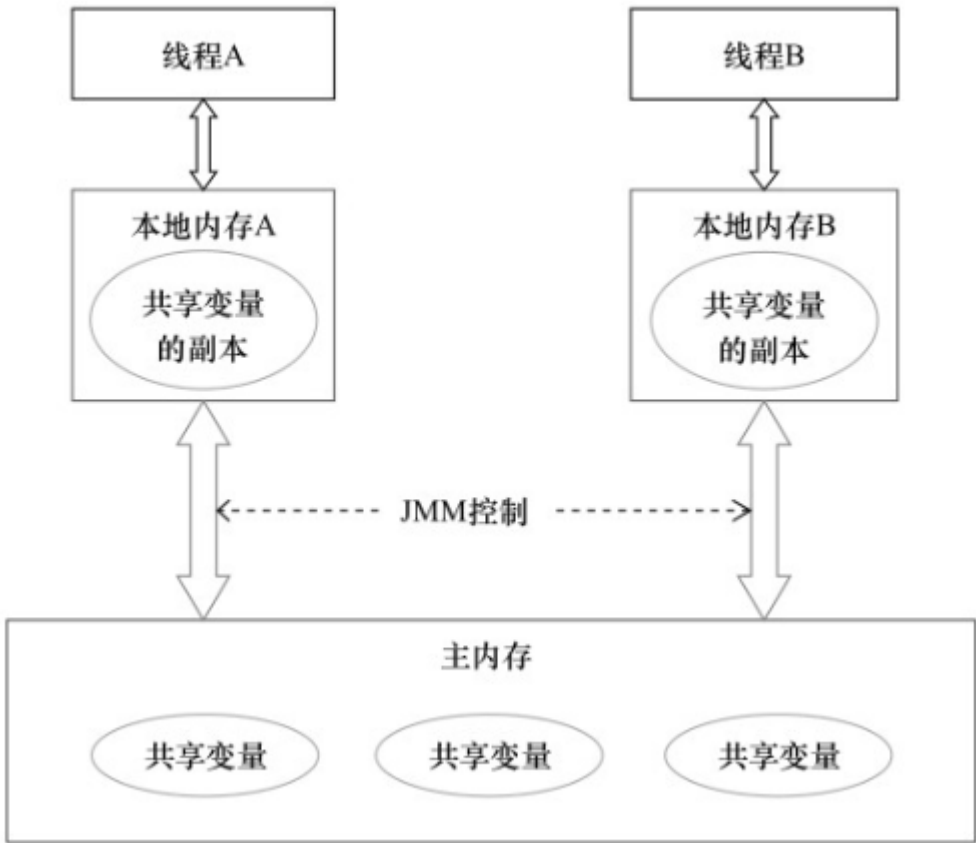 线程A
线程B
本地内存A
共享变量
的副本
本地内存B
共享变量
的副本
JMM控制
主内存
共享变量
共享变量
共享变量